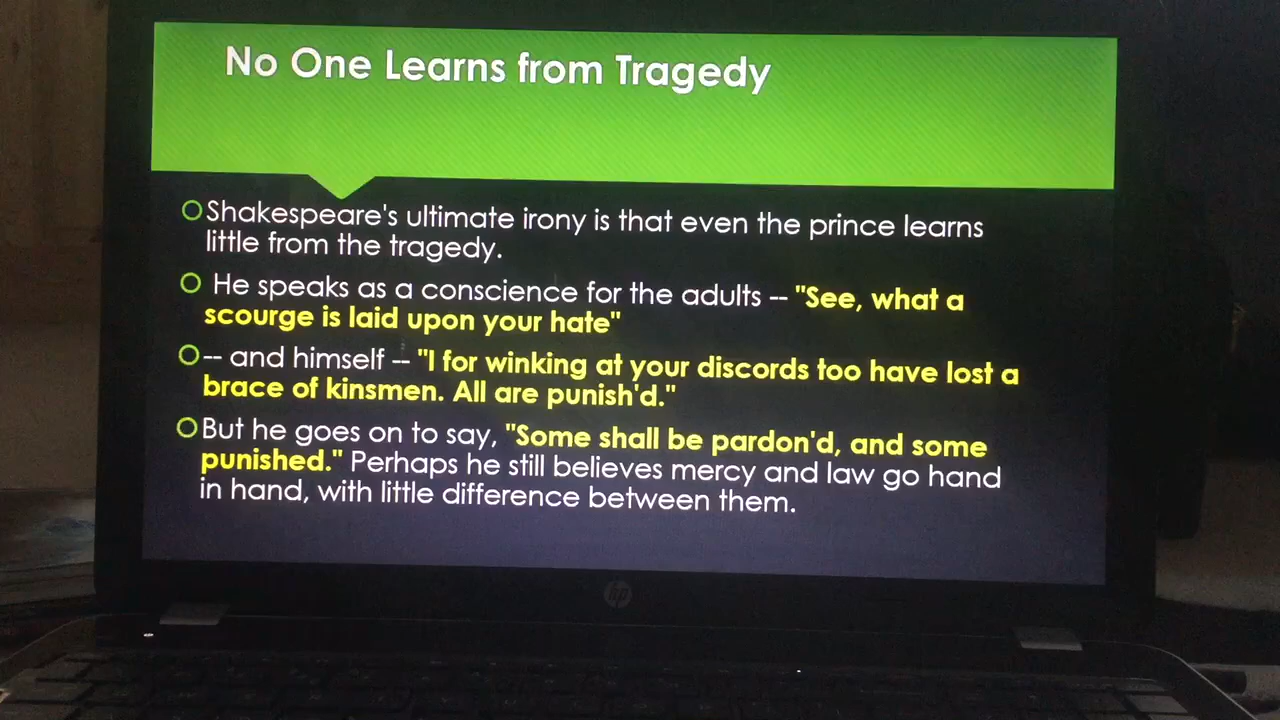 No One Learns from Tragedy
Shakespeare's ultimate irony is that even the prince learns
little from the tragedy.
He speaks as a conscience for the adults -- "See, what a
scourge is laid upon your hate"
-- and himself -- "I for winking at your discords too have lost a
brace of kinsmen. All are punish'd."
But he goes on to say, "Some shall be pardon'd, and some
punished." Perhaps he still believes mercy and law go hand
in hand, with little difference between them.
hp